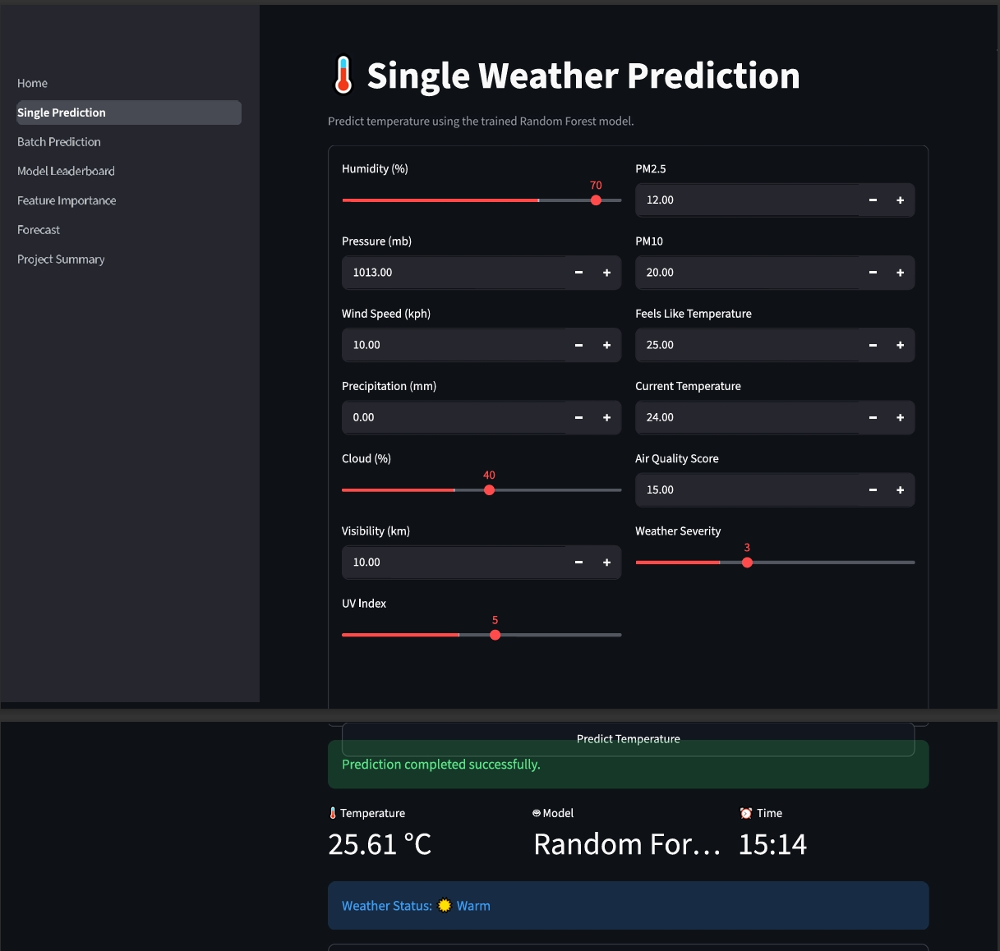 Home
Single Prediction
Batch Prediction
Model Leaderboard
Feature Importance
Forecast
Project Summary
Single Weather Prediction
Predict temperature using the trained Random Forest model.
Humidity (%)
70
Pressure (mb)
1013.00
Wind Speed (kph)
10.00
Precipitation (mm)
0.00
Cloud (%)
40
Visibility (km)
10.00
UV Index
5
PM2.5
12.00
PM10
20.00
Feels Like Temperature
25.00
Current Temperature
24.00
Air Quality Score
15.00
Weather Severity
3
Predict Temperature
Prediction completed successfully.
Temperature
25.61 °C
Model
Random For…
Time
15:14
Weather Status: Warm